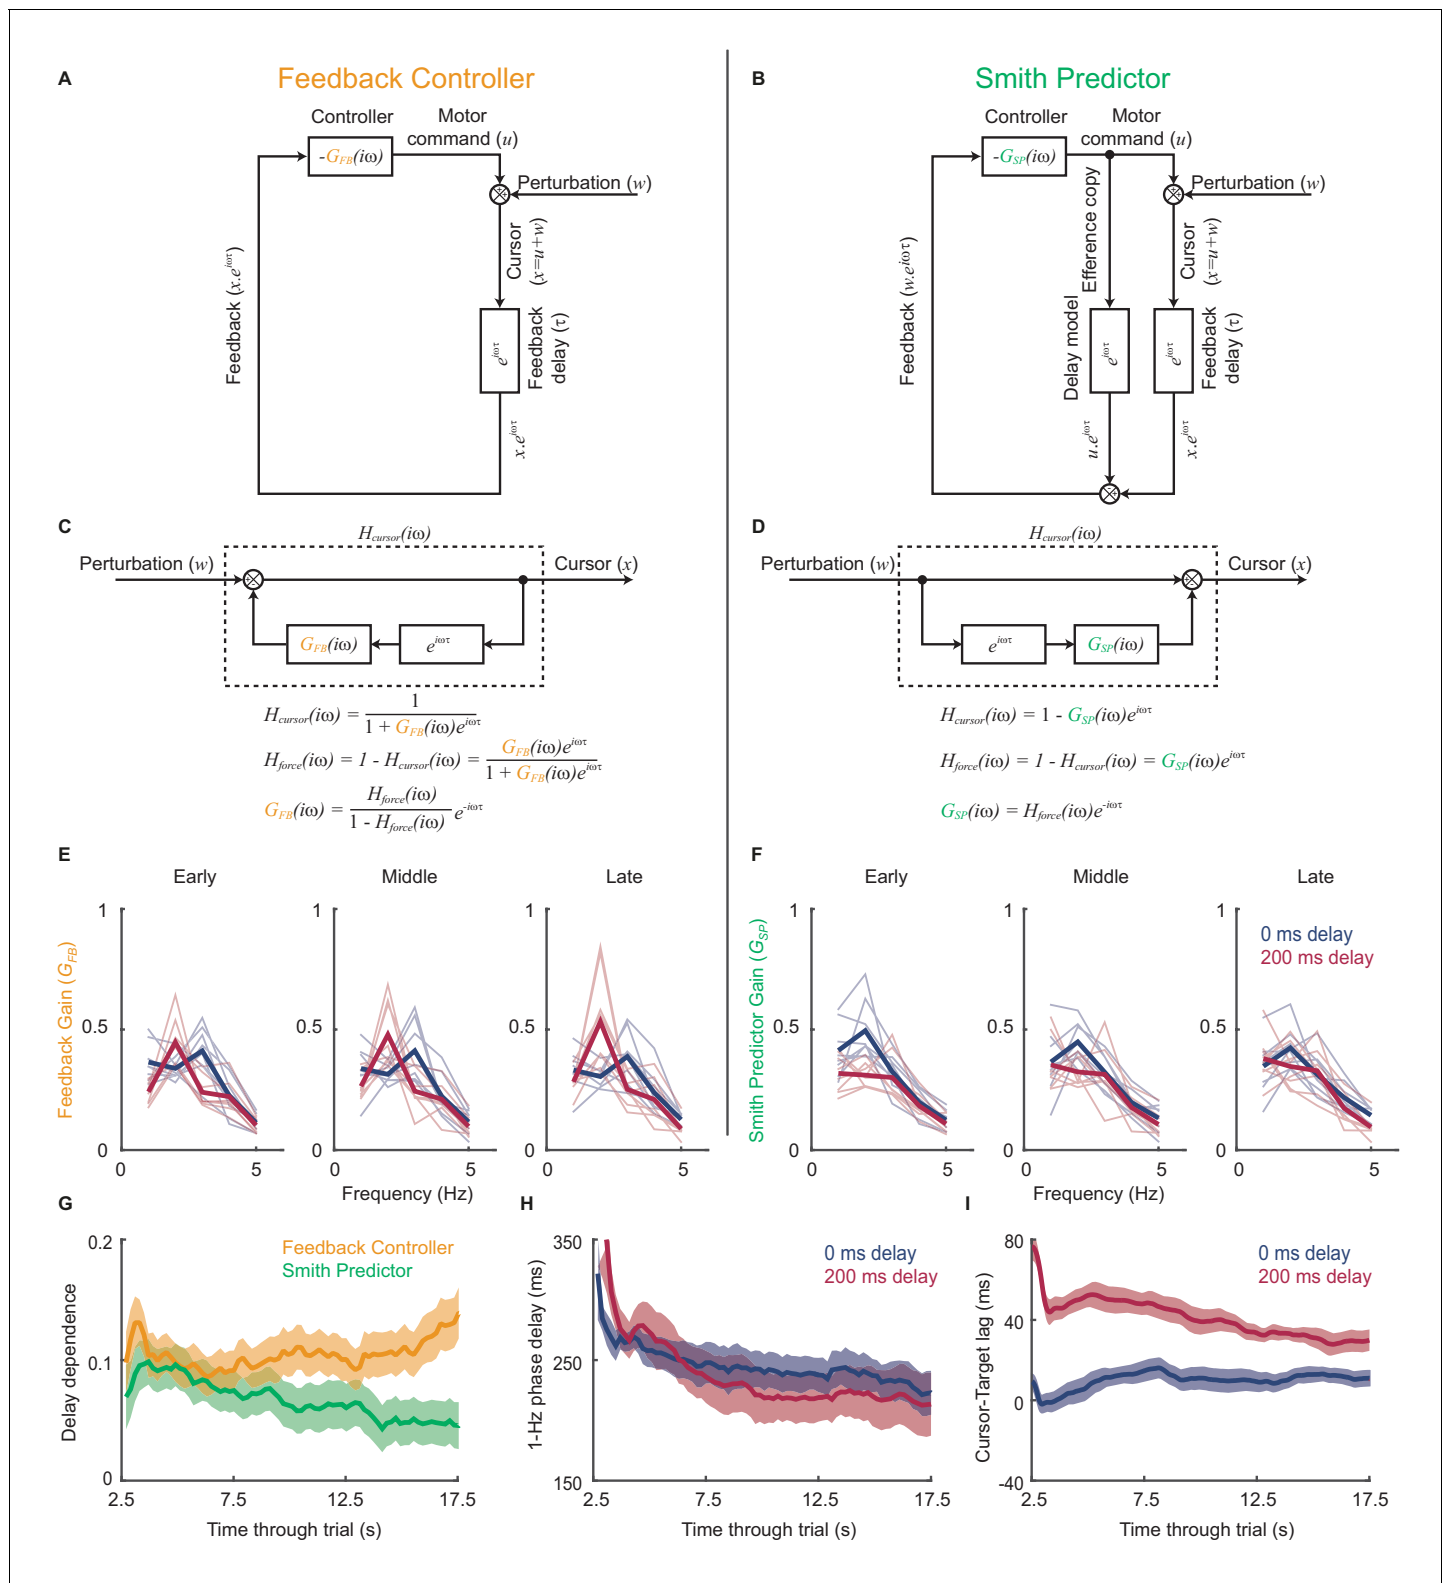 A
Feedback Controller
Controller
Motor
command (u)
-G_FB(iω)
Perturbation (w)
Cursor
(x=u+w)
Feedback (x.e^iωτ)
e^iωτ
Feedback
delay (τ)
x.e^iωτ
B
Smith Predictor
Controller
Motor
command (u)
-G_SP(iω)
Perturbation (w)
Efference copy
Cursor
(x=u+w)
Feedback (w.e^iωτ)
Delay model
e^iωτ
e^iωτ
Feedback
delay (τ)
u.e^iωτ
x.e^iωτ
C
H_cursor(iω)
Perturbation (w)
Cursor (x)
G_FB(iω)
e^iωτ
H_cursor(iω) = 1 / (1 + G_FB(iω)e^iωτ)
H_force(iω) = 1 - H_cursor(iω) = G_FB(iω)e^iωτ / (1 + G_FB(iω)e^iωτ)
G_FB(iω) = H_force(iω) / (1 - H_force(iω)) e^-iωτ
D
H_cursor(iω)
Perturbation (w)
Cursor (x)
e^iωτ
G_SP(iω)
H_cursor(iω) = 1 - G_SP(iω)e^iωτ
H_force(iω) = 1 - H_cursor(iω) = G_SP(iω)e^iωτ
G_SP(iω) = H_force(iω)e^-iωτ
E
Early
Middle
Late
Feedback Gain (G_FB)
1
0.5
0
1
0.5
0
1
0.5
0
0
5
0
5
0
5
Frequency (Hz)
F
Early
Middle
Late
Smith Predictor Gain (G_SP)
0 ms delay
200 ms delay
1
0.5
0
1
0.5
0
1
0.5
0
0
5
0
5
0
5
Frequency (Hz)
G
Feedback Controller
Smith Predictor
Delay dependence
0.2
0.1
0
2.5
7.5
12.5
17.5
Time through trial (s)
H
0 ms delay
200 ms delay
1-Hz phase delay (ms)
350
250
150
2.5
7.5
12.5
17.5
Time through trial (s)
I
0 ms delay
200 ms delay
Cursor-Target lag (ms)
80
40
0
-40
2.5
7.5
12.5
17.5
Time through trial (s)